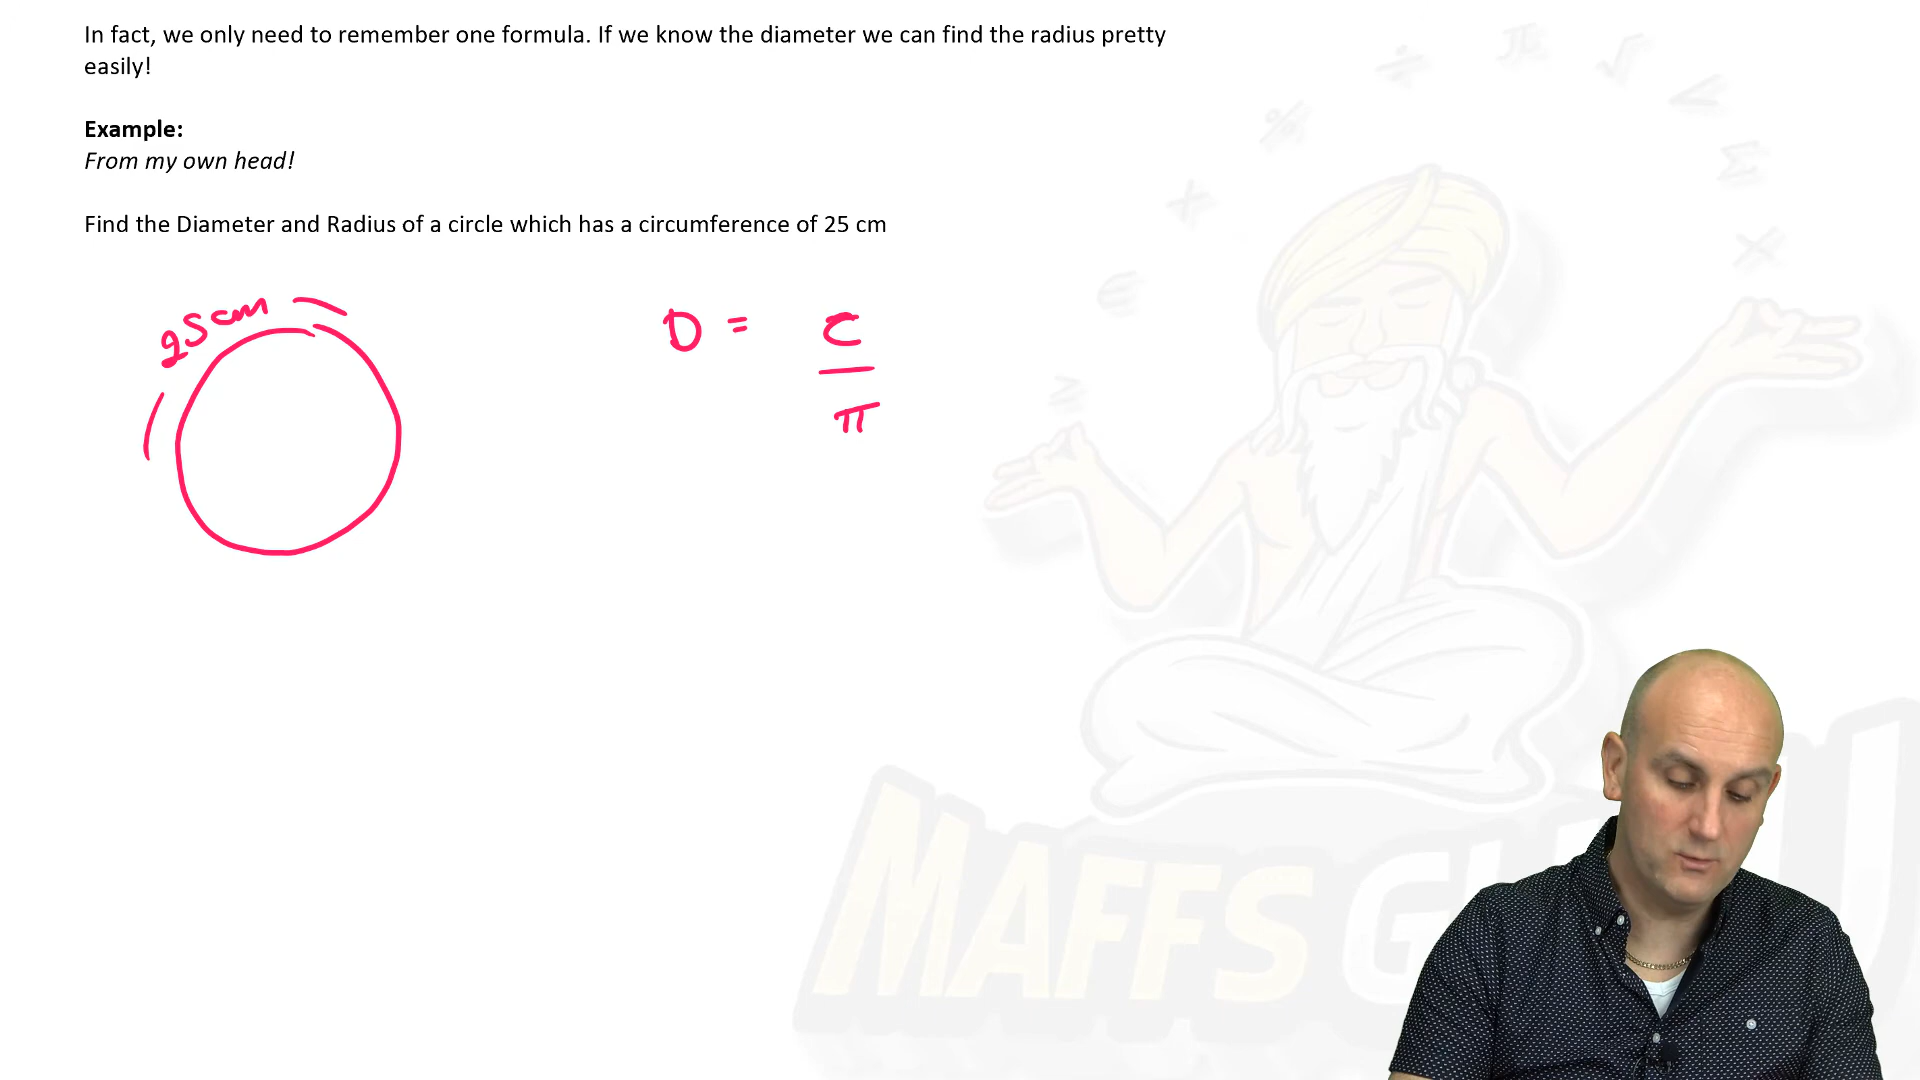 In fact, we only need to remember one formula. If we know the diameter we can find the radius pretty
easily!
Example:
From my own head!
Find the Diameter and Radius of a circle which has a circumference of 25 cm
25cm
D = C
π
MAFFS G